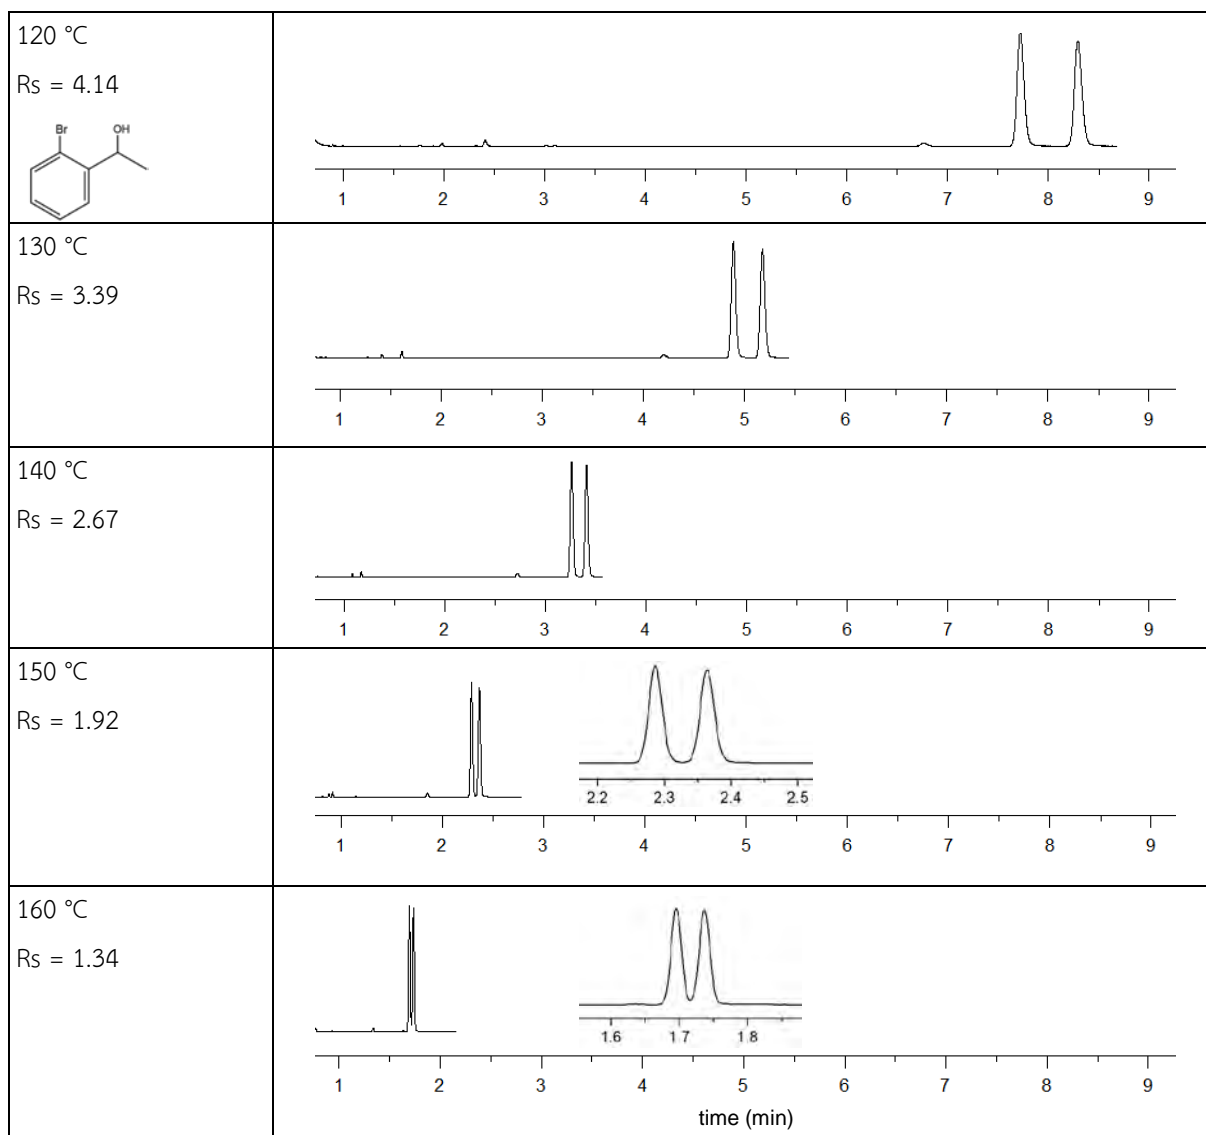 120 °C
Rs = 4.14
Br OH
1 2 3 4 5 6 7 8 9
130 °C
Rs = 3.39
1 2 3 4 5 6 7 8 9
140 °C
Rs = 2.67
1 2 3 4 5 6 7 8 9
150 °C
Rs = 1.92
2.2 2.3 2.4 2.5
1 2 3 4 5 6 7 8 9
160 °C
Rs = 1.34
1.6 1.7 1.8
1 2 3 4 5 6 7 8 9
time (min)